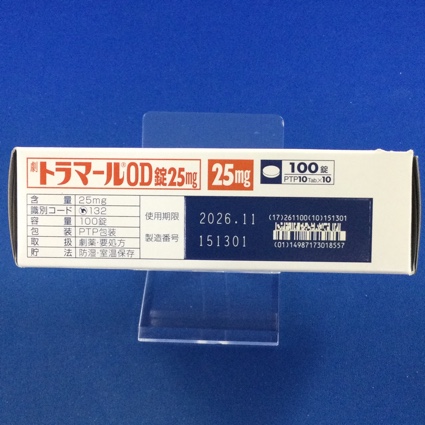 劇 トラマール®OD錠25mg 25mg 100錠
PTP10Tab×10
含量 25mg
識別コード 132
容量 100錠
包装 PTP包装
取扱 劇薬・要処方
貯法 防湿・室温保存
使用期限 2026.11
製造番号 151301
(17)261100(10)151301
(01)14987173018557